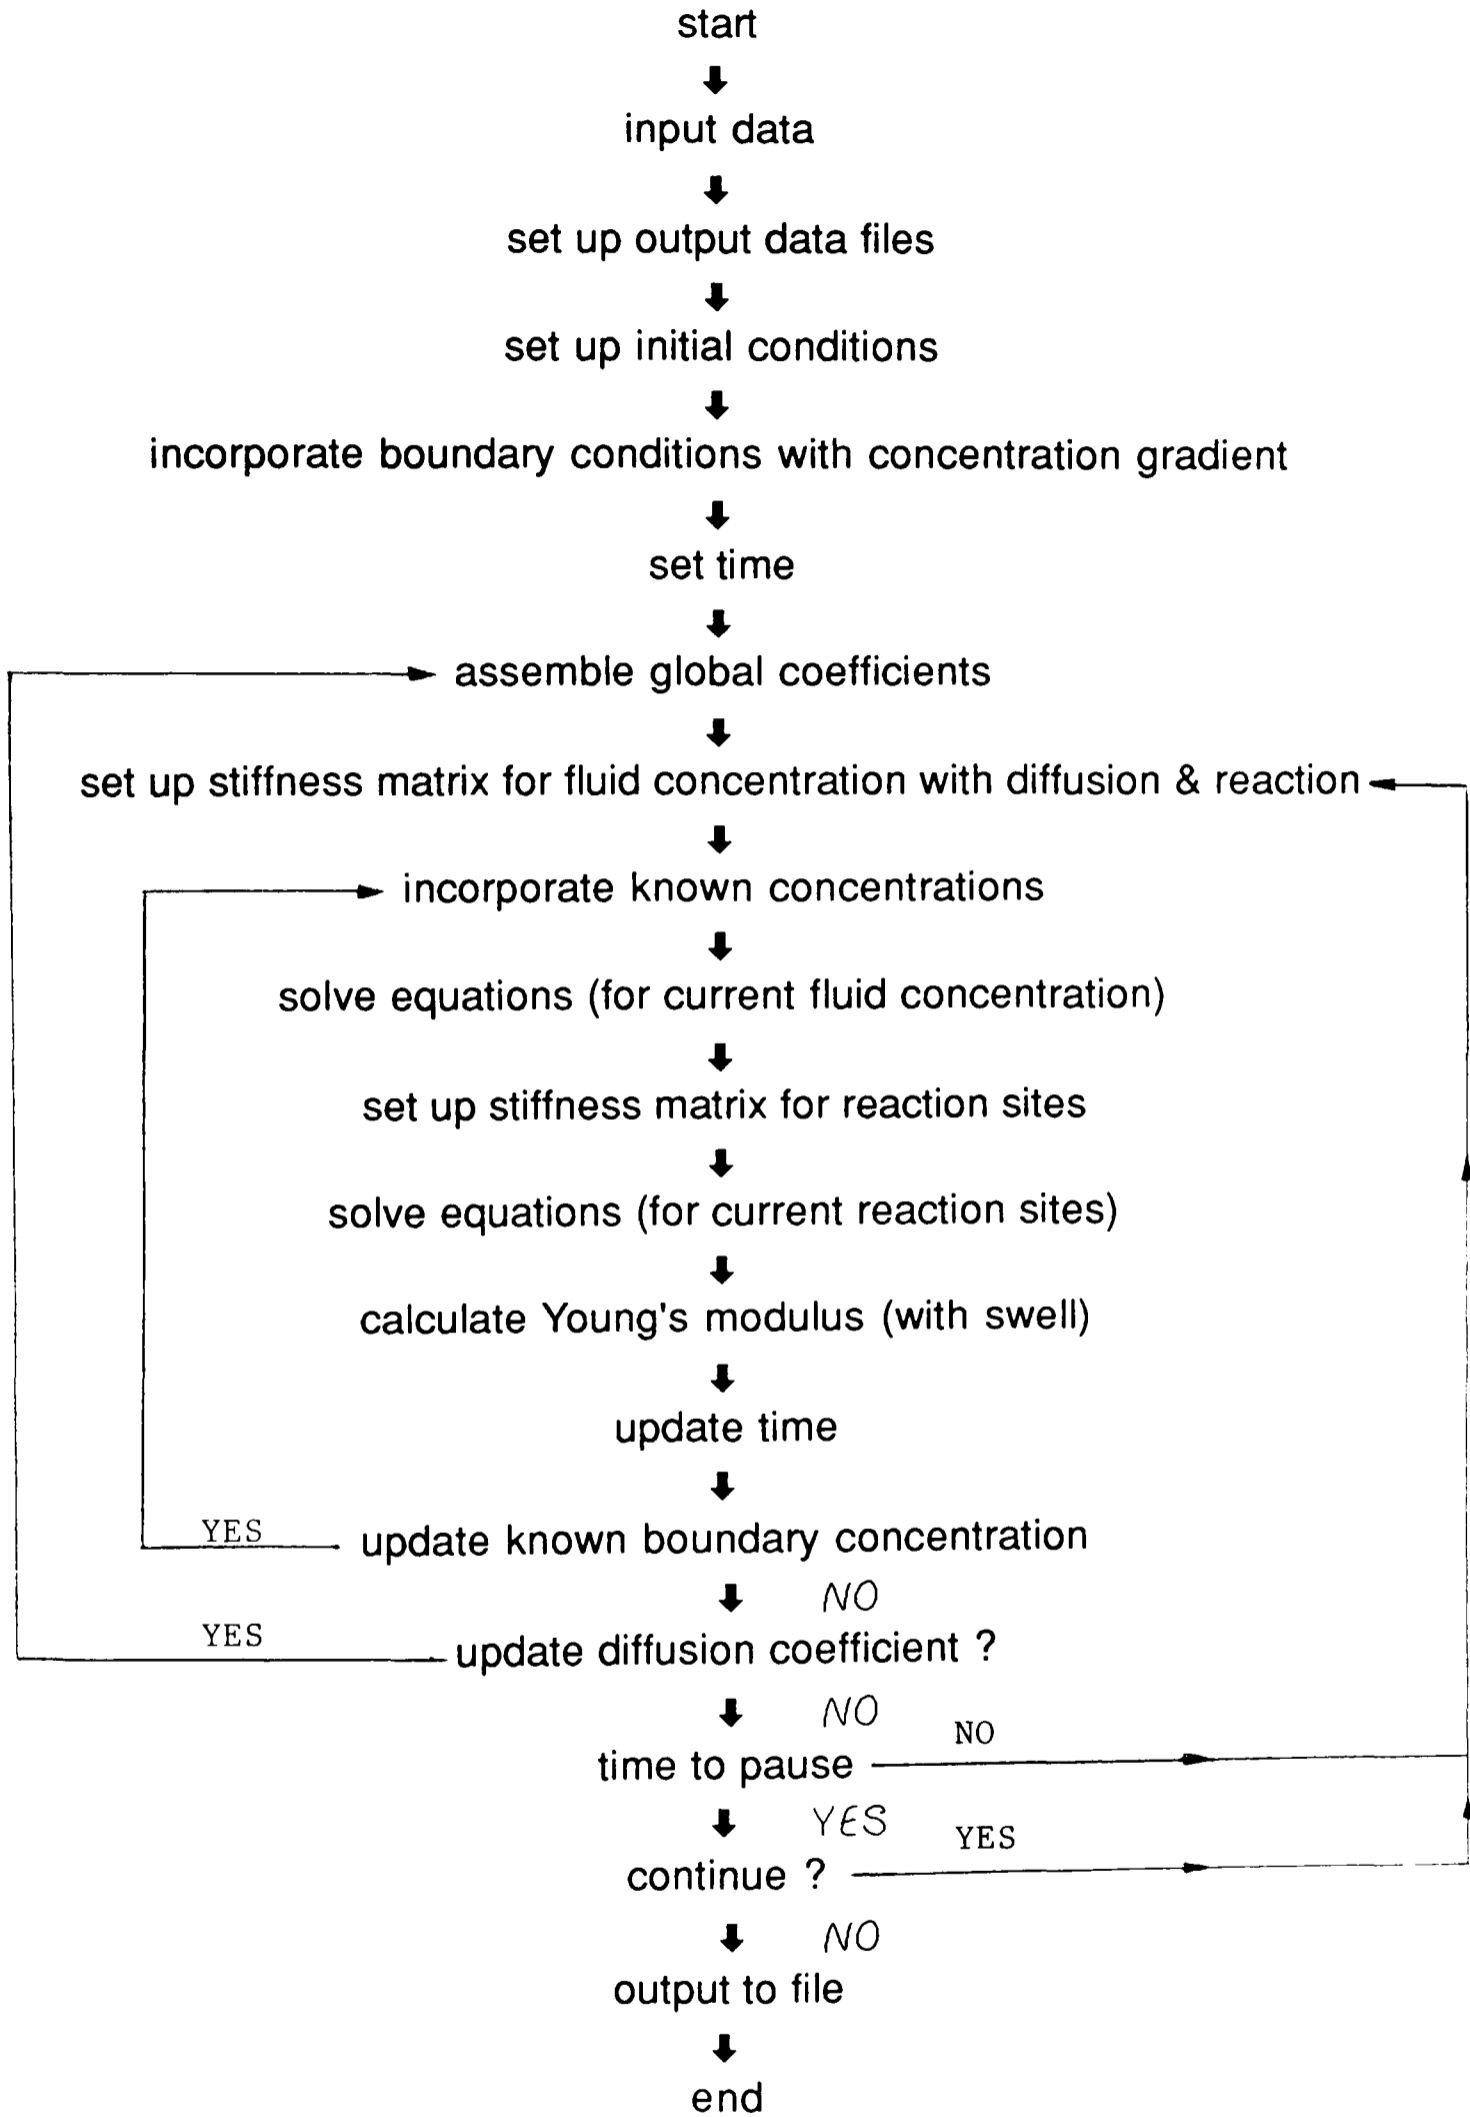 start
input data
set up output data files
set up initial conditions
incorporate boundary conditions with concentration gradient
set time
assemble global coefficients
set up stiffness matrix for fluid concentration with diffusion & reaction
incorporate known concentrations
solve equations (for current fluid concentration)
set up stiffness matrix for reaction sites
solve equations (for current reaction sites)
calculate Young's modulus (with swell)
update time
YES update known boundary concentration
NO
YES update diffusion coefficient ?
NO
time to pause NO
YES
continue ? YES
NO
output to file
end